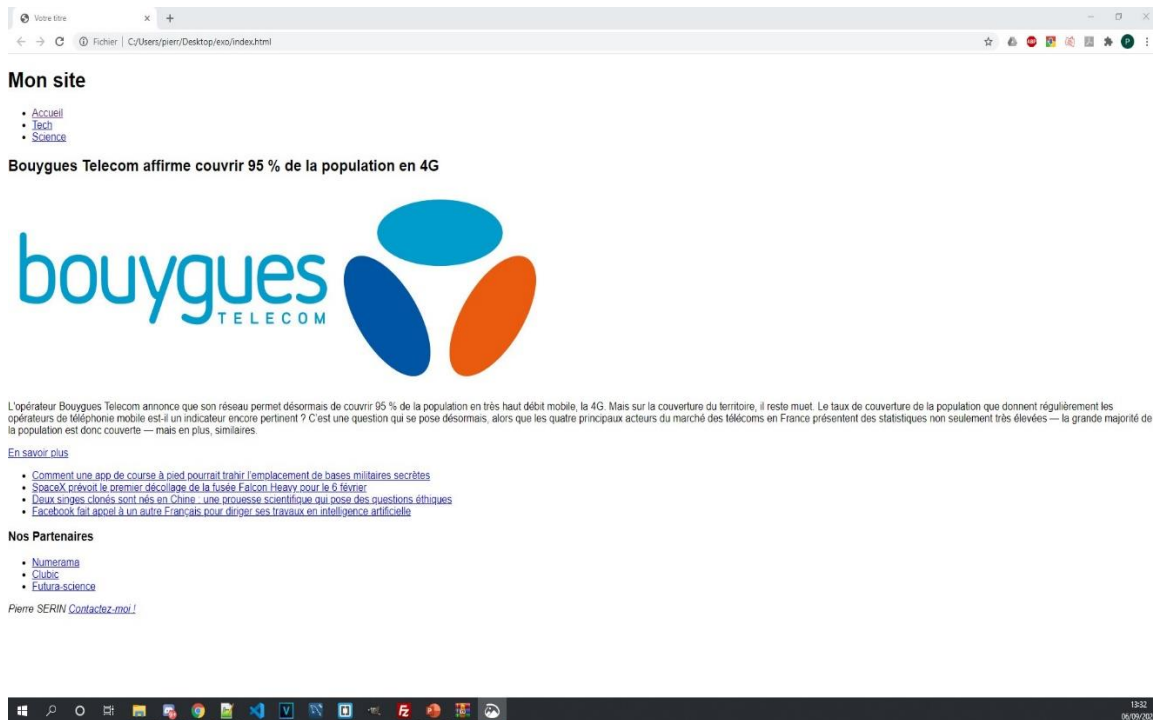 Votre titre
Fichier | C:/Users/pierr/Desktop/exo/index.html
P
Mon site
Accueil
Tech
Science
Bouygues Telecom affirme couvrir 95 % de la population en 4G
bouygues
TELECOM
L'opérateur Bouygues Telecom annonce que son réseau permet désormais de couvrir 95 % de la population en très haut débit mobile, la 4G. Mais sur la couverture du territoire, il reste muet. Le taux de couverture de la population que donnent régulièrement les
opérateurs de téléphonie mobile est-il un indicateur encore pertinent ? C'est une question qui se pose désormais, alors que les quatre principaux acteurs du marché des télécoms en France présentent des statistiques non seulement très élevées — la grande majorité de
la population est donc couverte — mais en plus, similaires.
En savoir plus
Comment une app de course à pied pourrait trahir l'emplacement de bases militaires secrètes
SpaceX prévoit le premier décollage de la fusée Falcon Heavy pour le 6 février
Deux singes clonés sont nés en Chine : une prouesse scientifique qui pose des questions éthiques
Facebook fait appel à un autre Français pour diriger ses travaux en intelligence artificielle
Nos Partenaires
Numerama
Clubic
Futura-science
Pierre SERIN Contactez-moi !
13:32